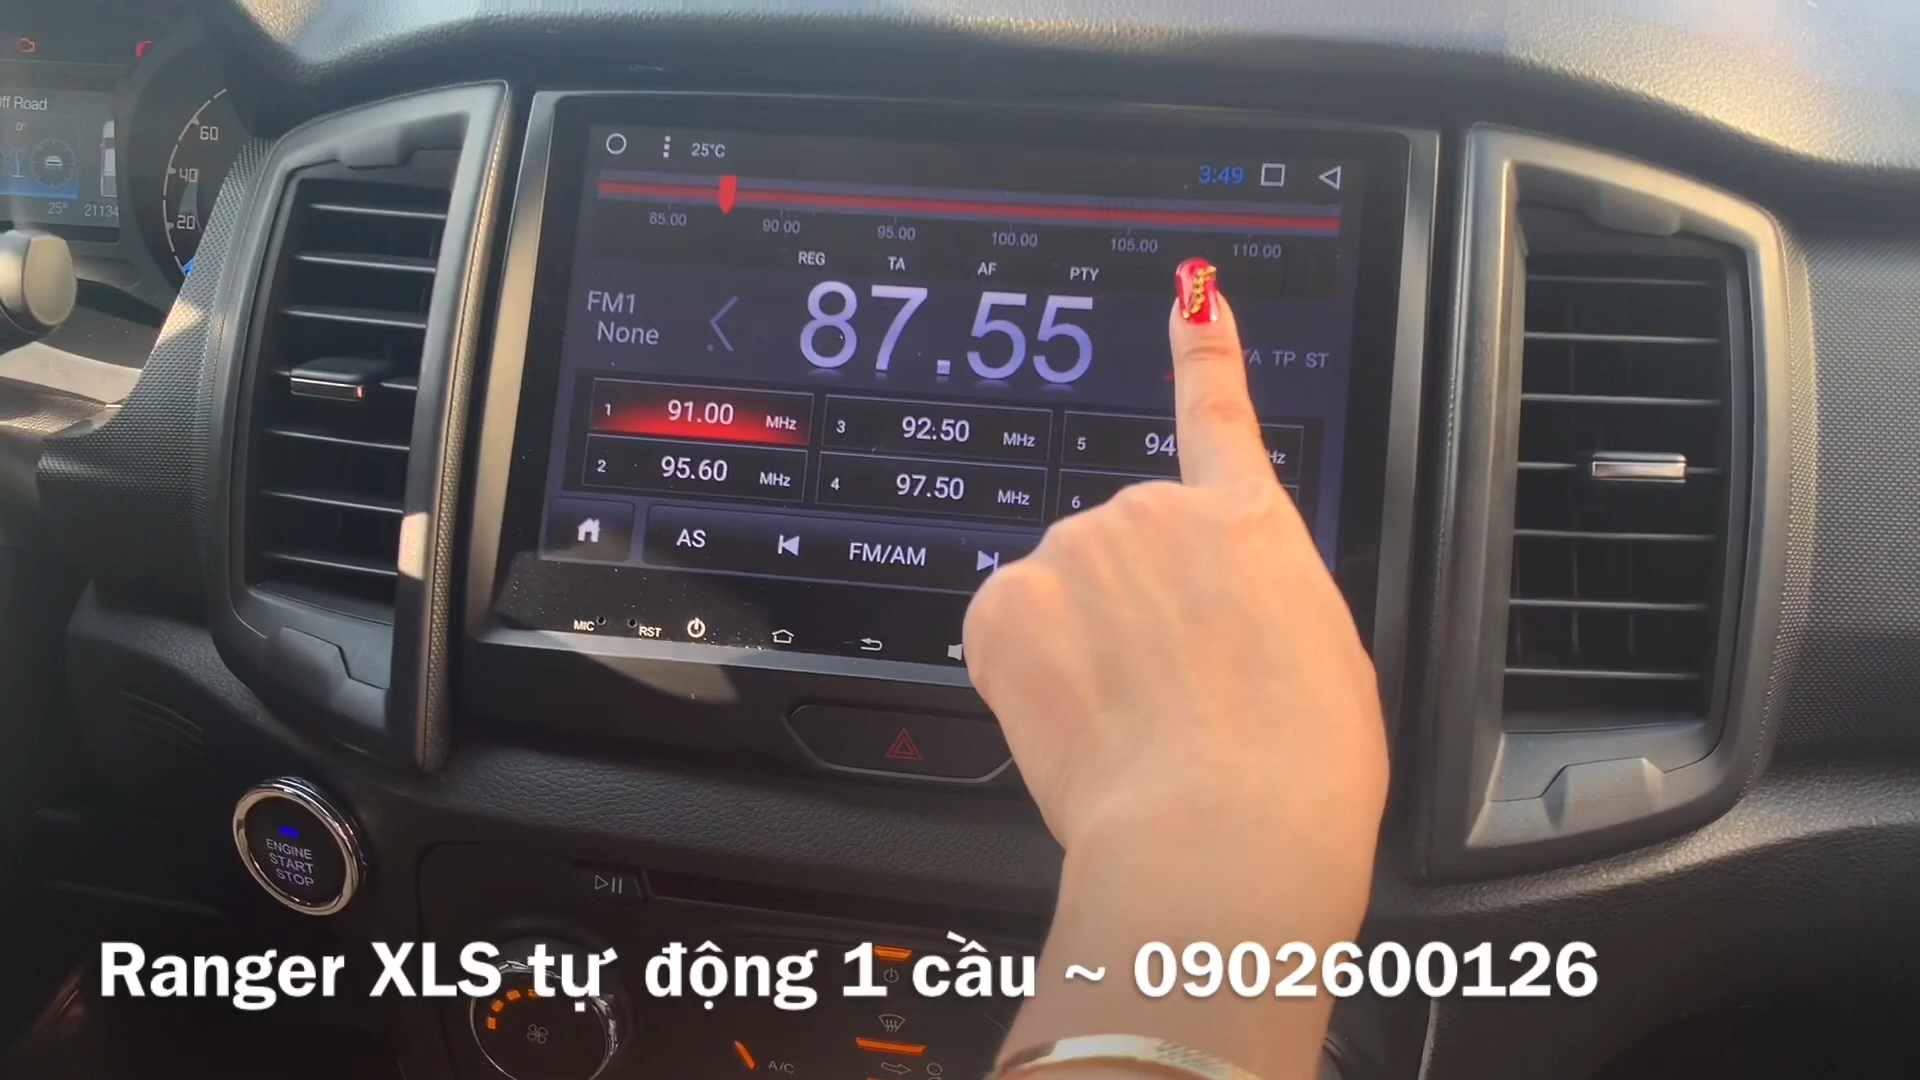 Off Road
0°
25° 21134
60
40
20
25°C
3:49
85.00 90.00 95.00 100.00 105.00 110.00
REG TA AF PTY
FM1
None
87.55
TP ST
1 91.00 MHz
3 92.50 MHz
5 94
2 95.60 MHz
4 97.50 MHz
6
AS FM/AM
MIC RST
ENGINE
START
STOP
A/C
Ranger XLS tự động 1 cầu ~ 0902600126